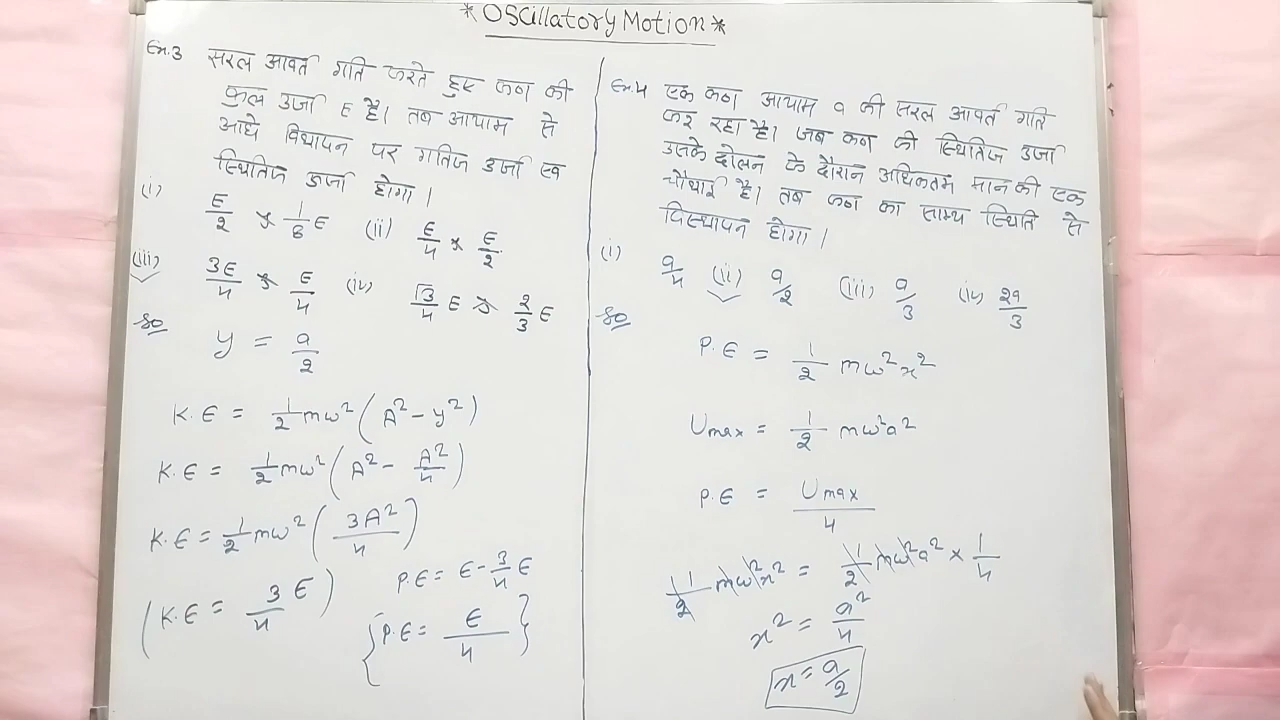 * Oscillatory Motion *
Ex.3 सरल आवर्त गति करते हुए कण की
कुल उर्जा E है। तब आयाम से
आधे विथापन पर गतिज उर्जा एव
स्थितिज उर्जा होगा।
(i) E/2 व 1/8 E (ii) E/4 व E/2
(iii) 3E/4 व E/4 (iv) √3/4 E व 2/3 E
So
y = a/2
K.E = 1/2 mω² (A² - y²)
K.E = 1/2 mω² (A² - A²/4)
K.E = 1/2 mω² (3A²/4)
(K.E = 3/4 E)
P.E = E - 3/4 E
{P.E = E/4}
Ex.4 एक कण आयाम a की सरल आवर्त गति
कर रहा है। जब कण की स्थितिज उर्जा
उसके दोलन के दौरान अधिकतम मान की एक
चौथाई है। तब कण का साम्य स्थिति से
विस्थापन होगा।
(i) a/4 (ii) a/2 (iii) a/3 (iv) 2a/3
So
P.E = 1/2 mω²x²
Umax = 1/2 mω²a²
P.E = Umax/4
1/2 mω²x² = 1/2 mω²a² × 1/4
x² = a²/4
x = a/2